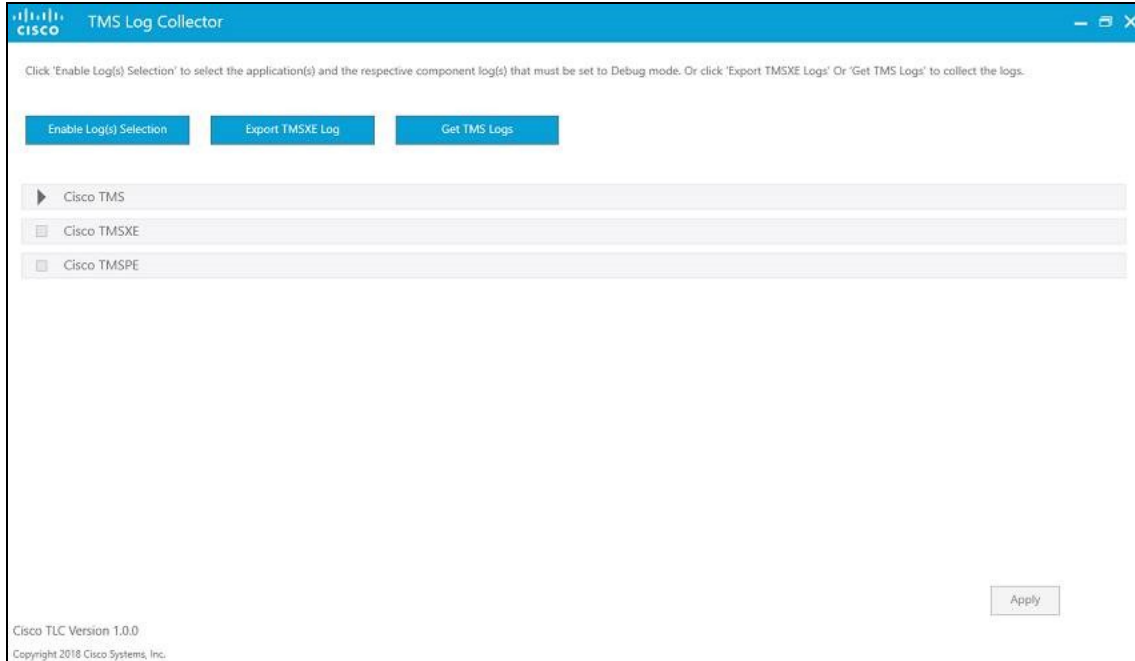 CISCO
TMS Log Collector
Click 'Enable Log(s) Selection' to select the application(s) and the respective component log(s) that must be set to Debug mode. Or click 'Export TMSXE Logs' Or 'Get TMS Logs' to collect the logs.
Enable Log(s) Selection
Export TMSXE Log
Get TMS Logs
Cisco TMS
Cisco TMSXE
Cisco TMSPE
Apply
Cisco TLC Version 1.0.0
Copyright 2018 Cisco Systems, Inc.